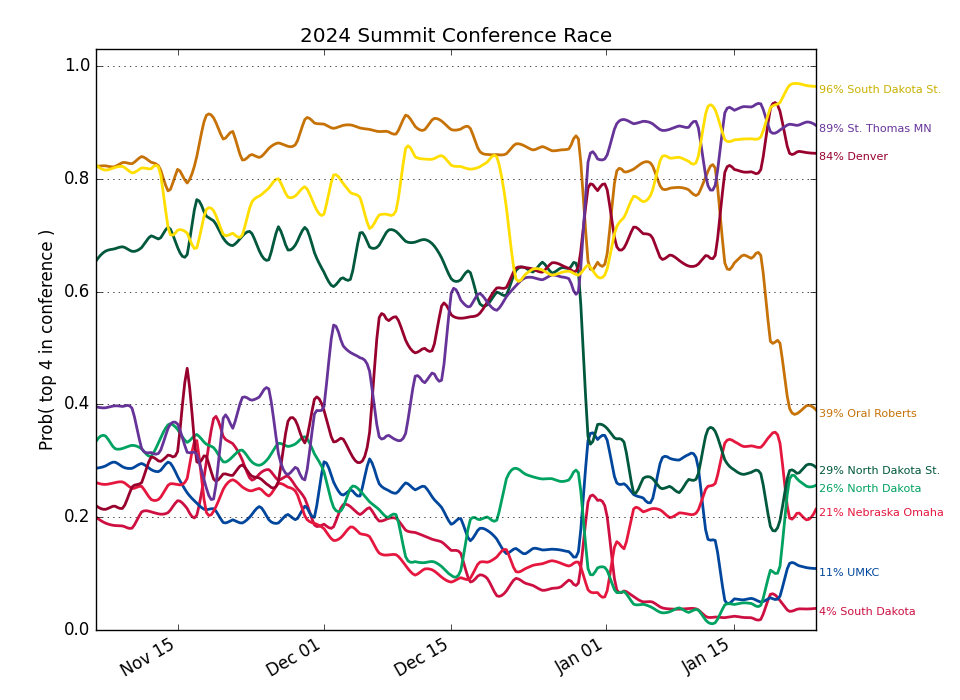 2024 Summit Conference Race
Prob( top 4 in conference )
1.0
0.8
0.6
0.4
0.2
0.0
Nov 15
Dec 01
Dec 15
Jan 01
Jan 15
96% South Dakota St.
89% St. Thomas MN
84% Denver
39% Oral Roberts
29% North Dakota St.
26% North Dakota
21% Nebraska Omaha
11% UMKC
4% South Dakota